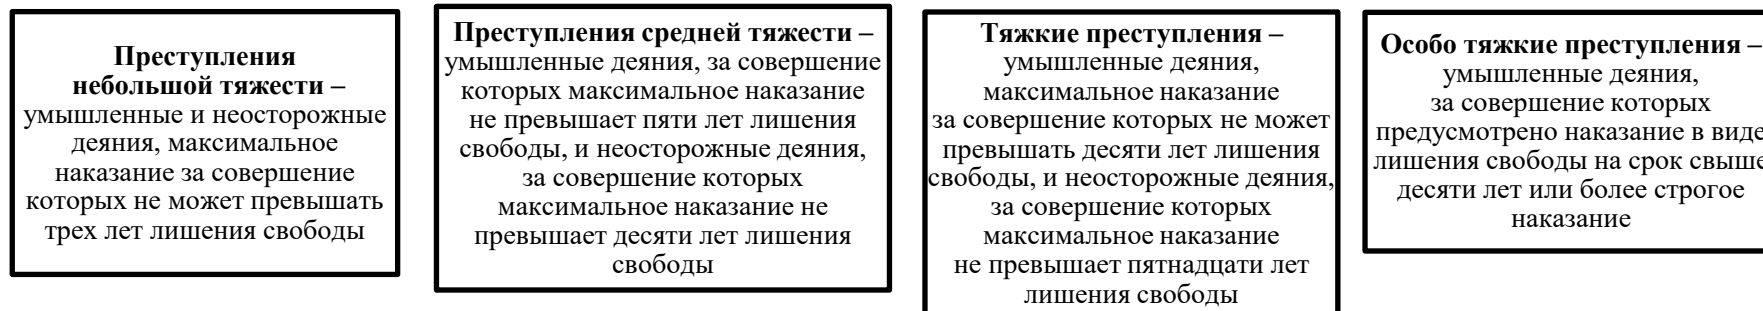 Преступления
небольшой тяжести –
умышленные и неосторожные
деяния, максимальное
наказание за совершение
которых не может превышать
трех лет лишения свободы
Преступления средней тяжести –
умышленные деяния, за совершение
которых максимальное наказание
не превышает пяти лет лишения
свободы, и неосторожные деяния,
за совершение которых
максимальное наказание не
превышает десяти лет лишения
свободы
Тяжкие преступления –
умышленные деяния,
максимальное наказание
за совершение которых не может
превышать десяти лет лишения
свободы, и неосторожные деяния,
за совершение которых
максимальное наказание
не превышает пятнадцати лет
лишения свободы
Особо тяжкие преступления –
умышленные деяния,
за совершение которых
предусмотрено наказание в виде
лишения свободы на срок свыше
десяти лет или более строгое
наказание